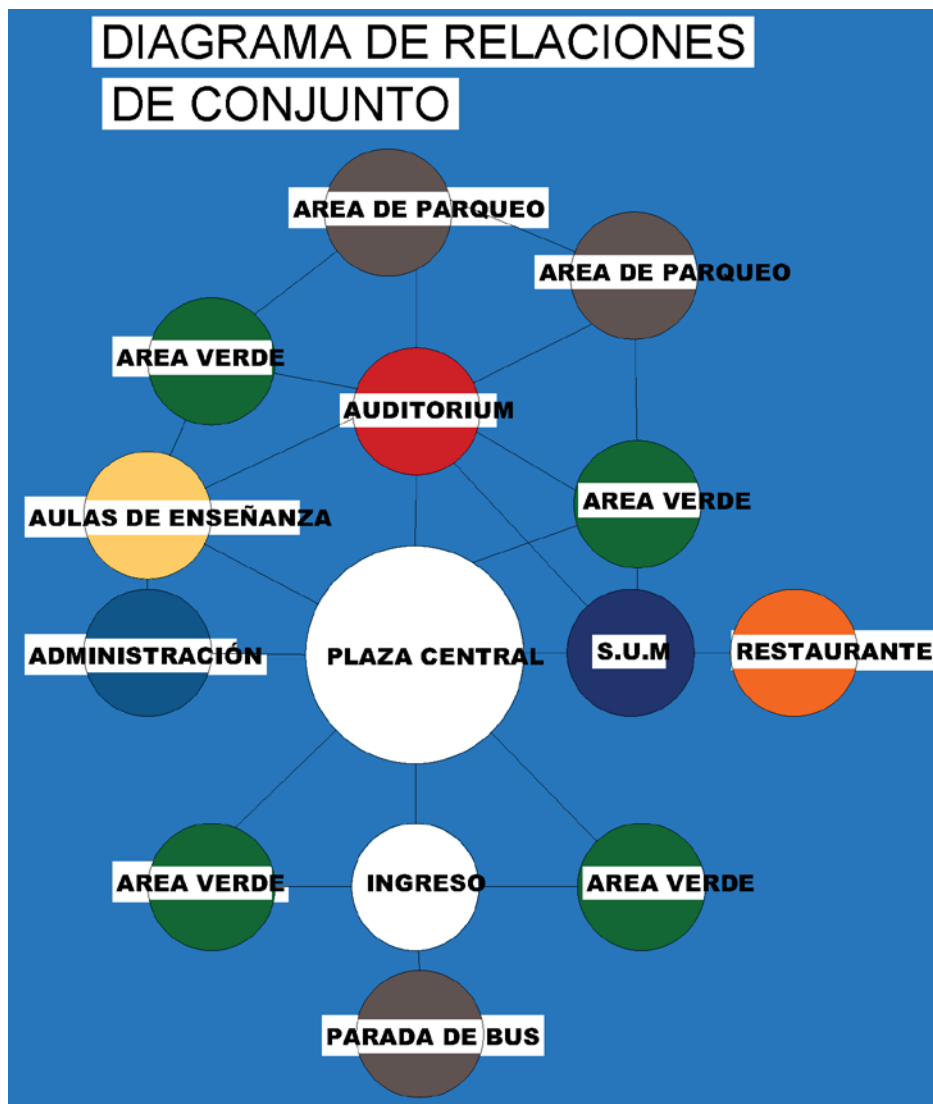 DIAGRAMA DE RELACIONES
DE CONJUNTO
AREA DE PARQUEO
AREA DE PARQUEO
AREA VERDE
AUDITORIUM
AREA VERDE
AULAS DE ENSEÑANZA
ADMINISTRACIÓN
PLAZA CENTRAL
S.U.M
RESTAURANTE
AREA VERDE
INGRESO
AREA VERDE
PARADA DE BUS